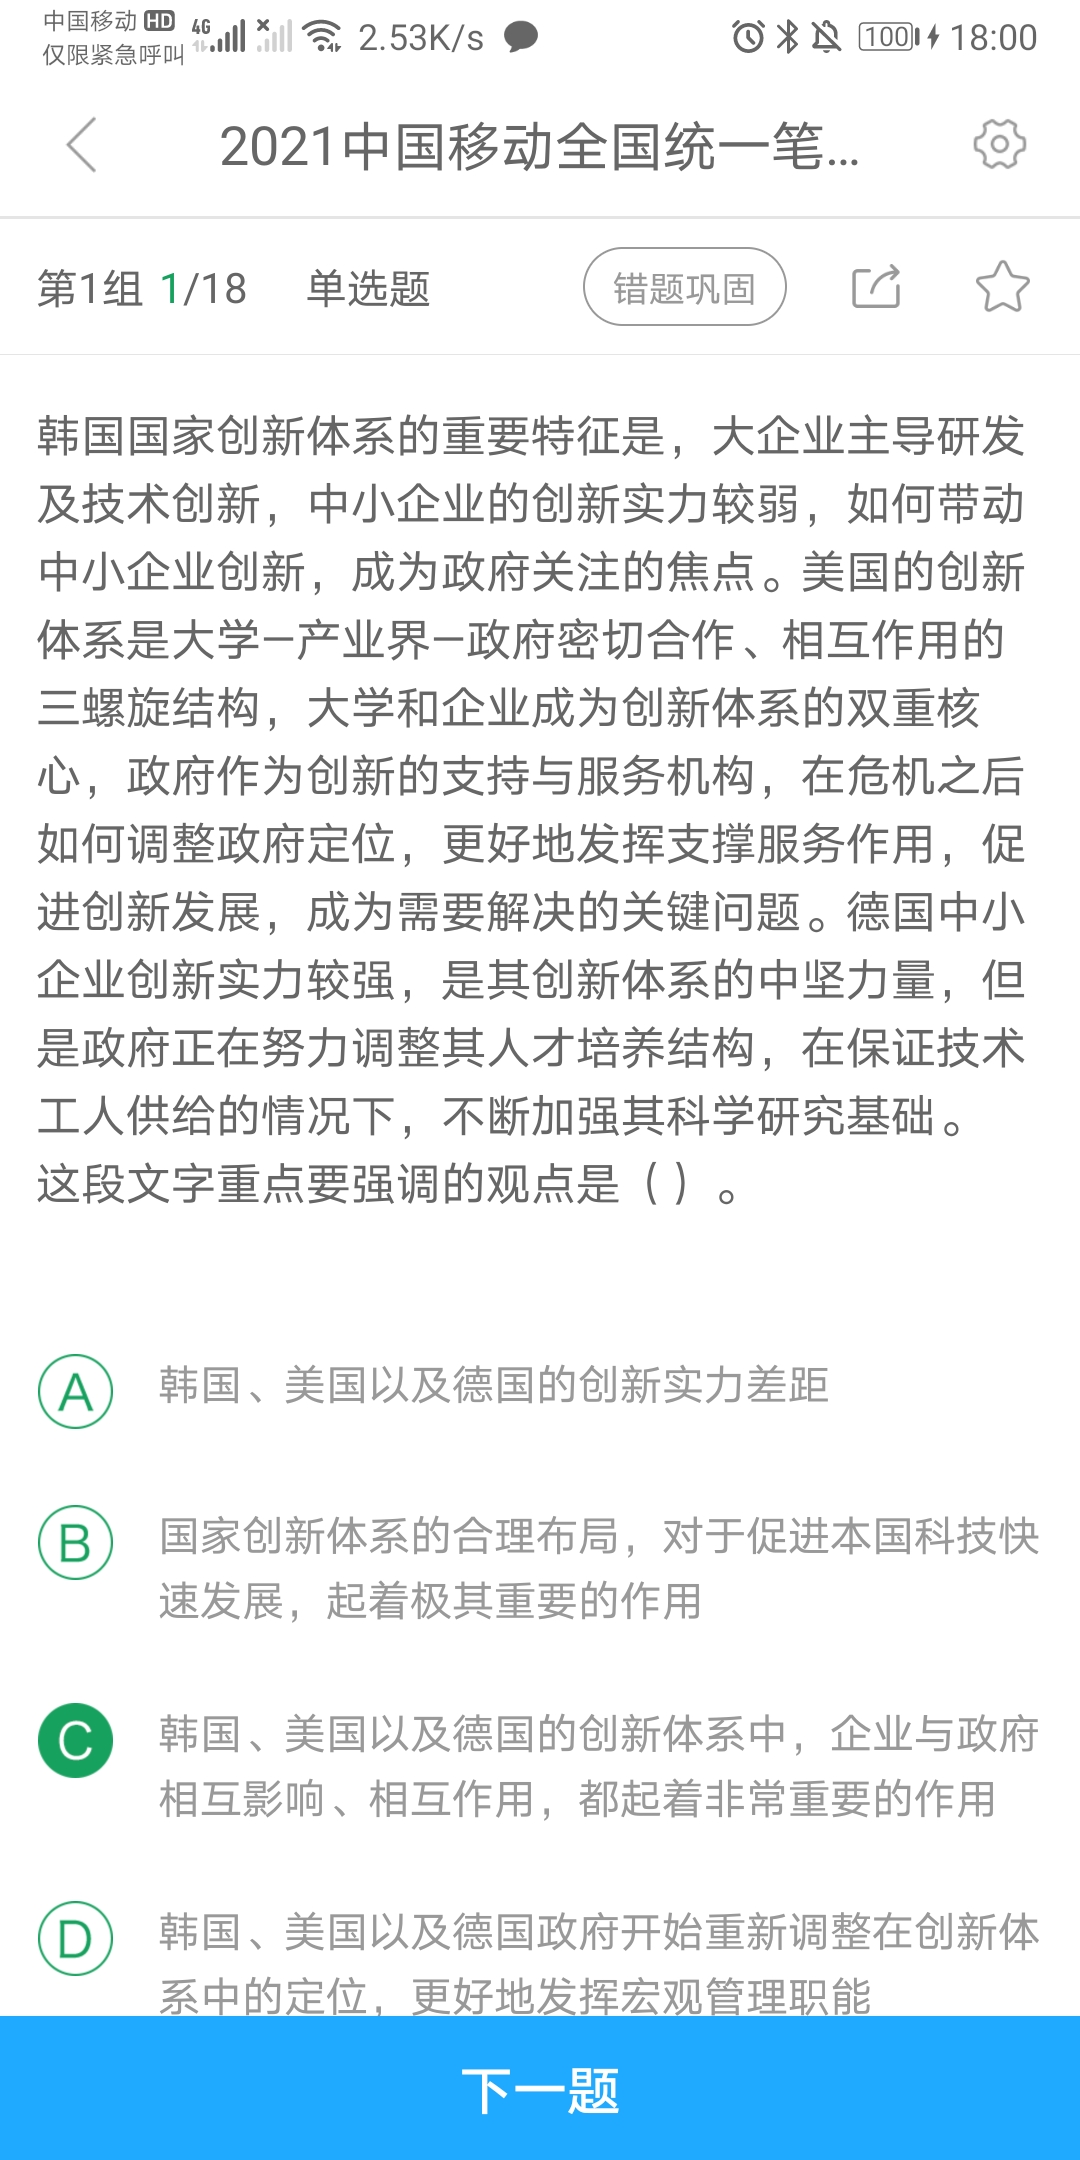 中国移动 HD 4G 2.53K/s 100 18:00
仅限紧急呼叫
2021中国移动全国统一笔...
第1组 1/18 单选题 错题巩固
韩国国家创新体系的重要特征是，大企业主导研发
及技术创新，中小企业的创新实力较弱，如何带动
中小企业创新，成为政府关注的焦点。美国的创新
体系是大学—产业界—政府密切合作、相互作用的
三螺旋结构，大学和企业成为创新体系的双重核
心，政府作为创新的支持与服务机构，在危机之后
如何调整政府定位，更好地发挥支撑服务作用，促
进创新发展，成为需要解决的关键问题。德国中小
企业创新实力较强，是其创新体系的中坚力量，但
是政府正在努力调整其人才培养结构，在保证技术
工人供给的情况下，不断加强其科学研究基础。
这段文字重点要强调的观点是（ ）。
A 韩国、美国以及德国的创新实力差距
B 国家创新体系的合理布局，对于促进本国科技快
速发展，起着极其重要的作用
C 韩国、美国以及德国的创新体系中，企业与政府
相互影响、相互作用，都起着非常重要的作用
D 韩国、美国以及德国政府开始重新调整在创新体
系中的定位，更好地发挥宏观管理职能
下一题